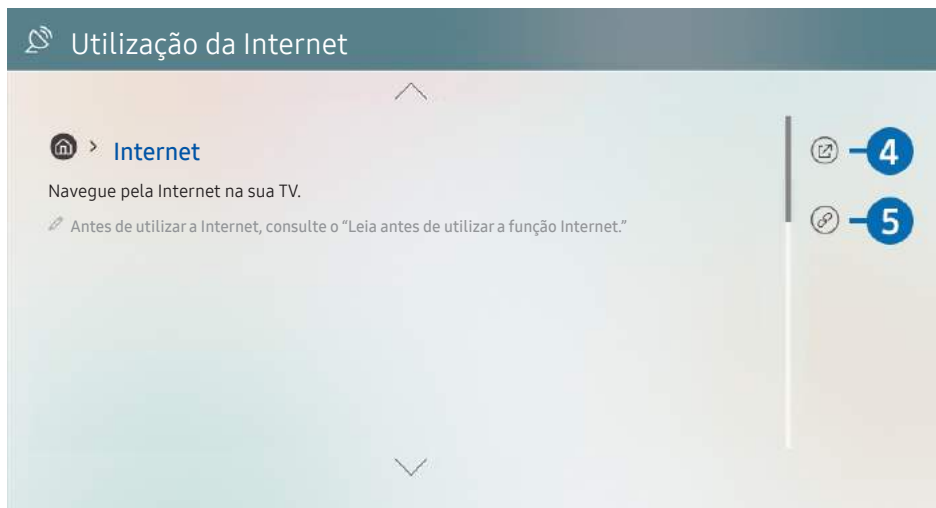 Utilização da Internet
> Internet
4
Navegue pela Internet na sua TV.
5
Antes de utilizar a Internet, consulte o “Leia antes de utilizar a função Internet.”